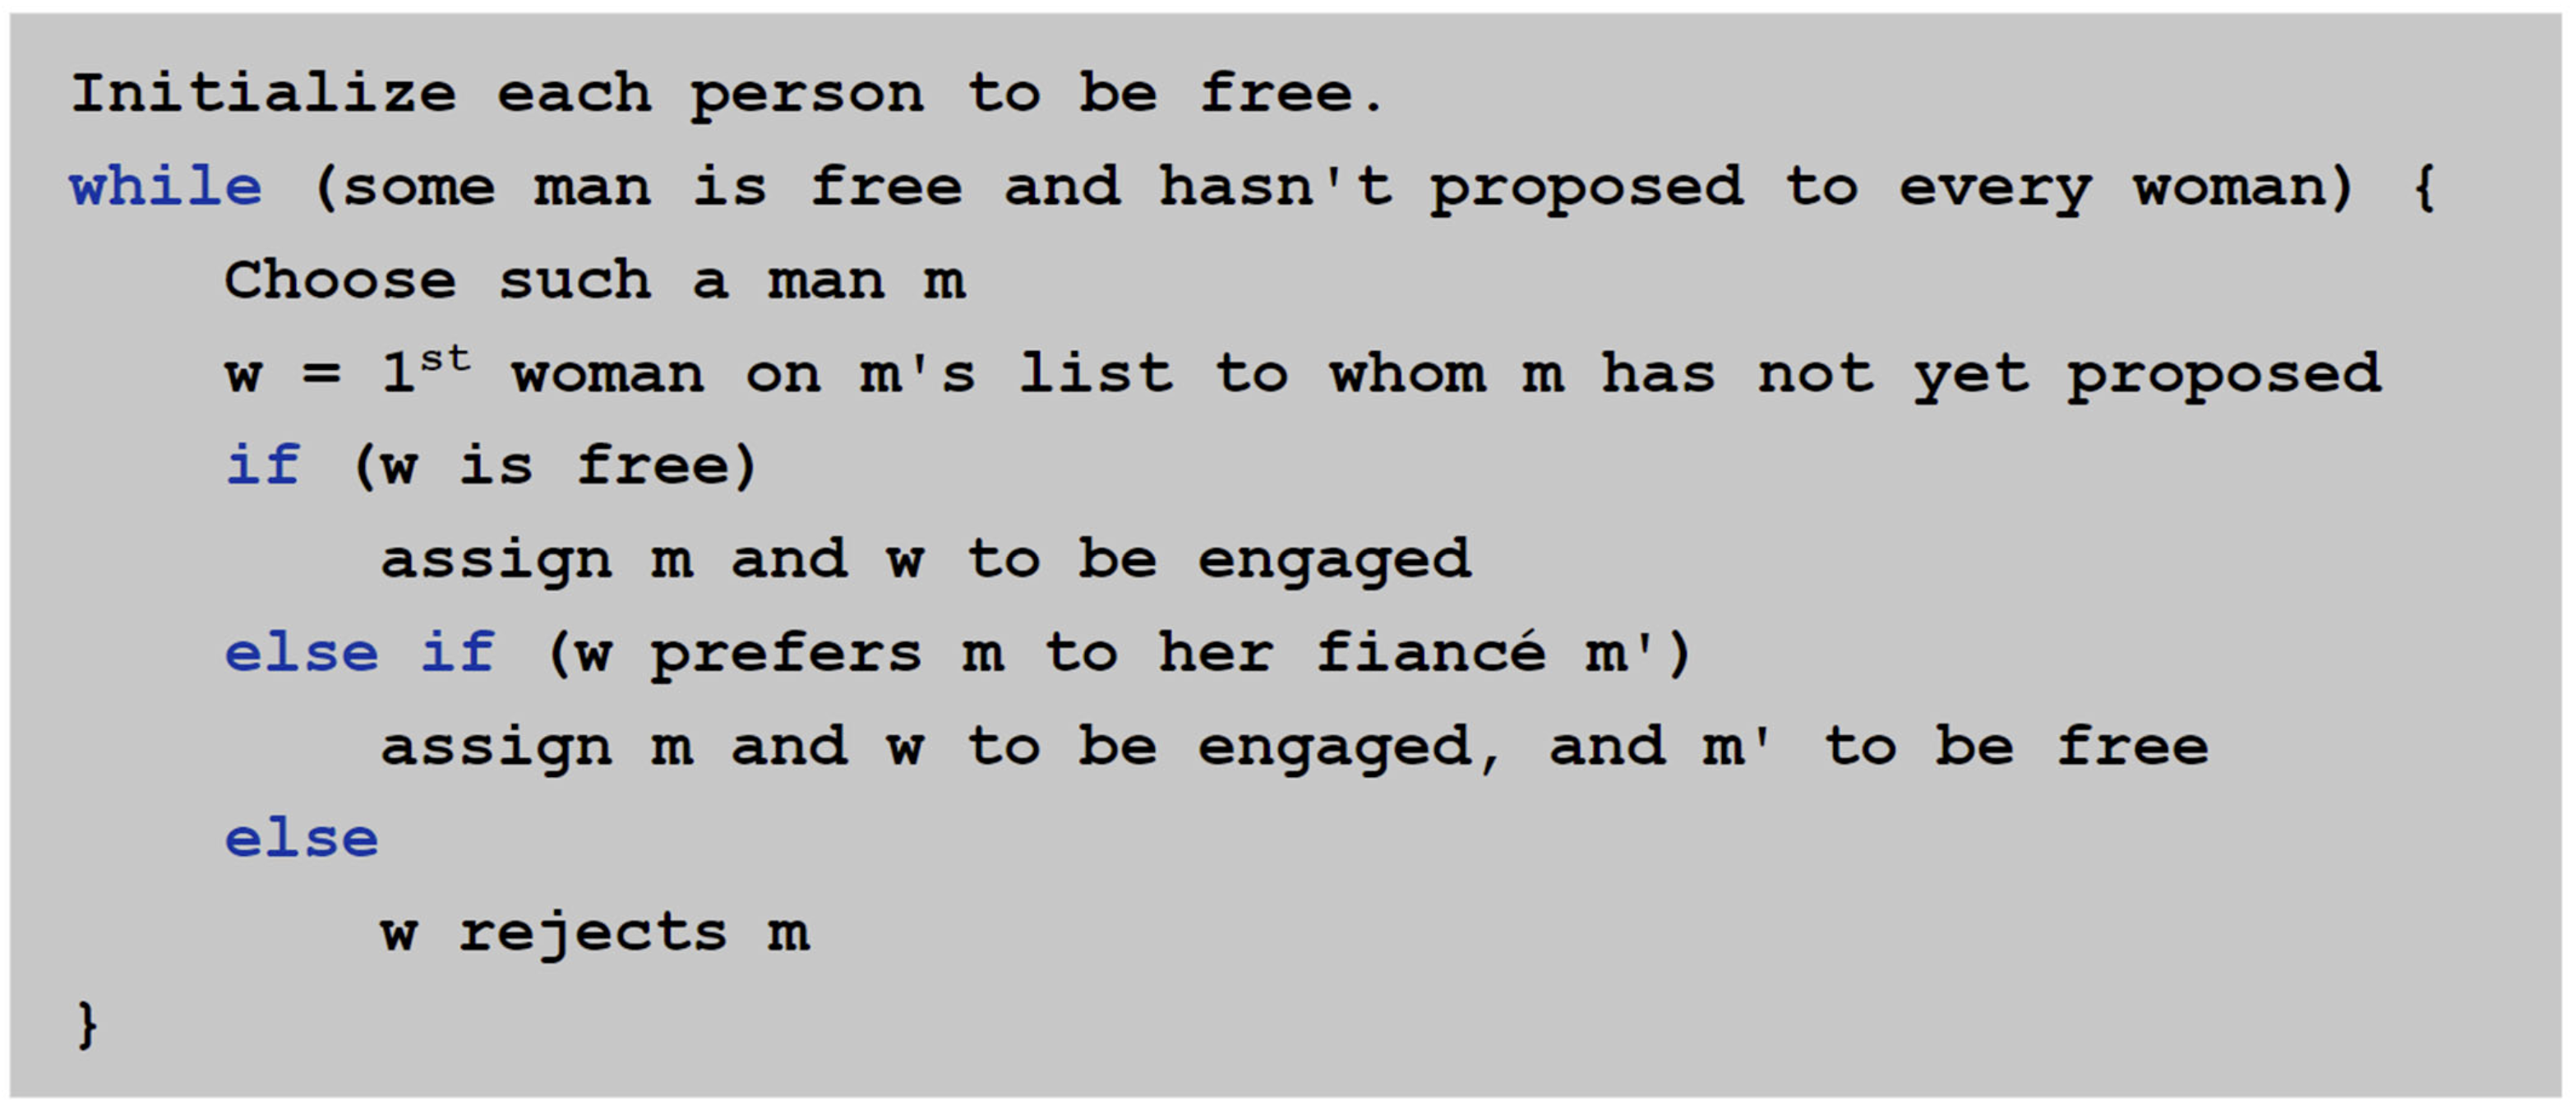 Initialize each person to be free.
while (some man is free and hasn't proposed to every woman) {
    Choose such a man m
    w = 1st woman on m's list to whom m has not yet proposed
    if (w is free)
        assign m and w to be engaged
    else if (w prefers m to her fiancé m')
        assign m and w to be engaged, and m' to be free
    else
        w rejects m
}